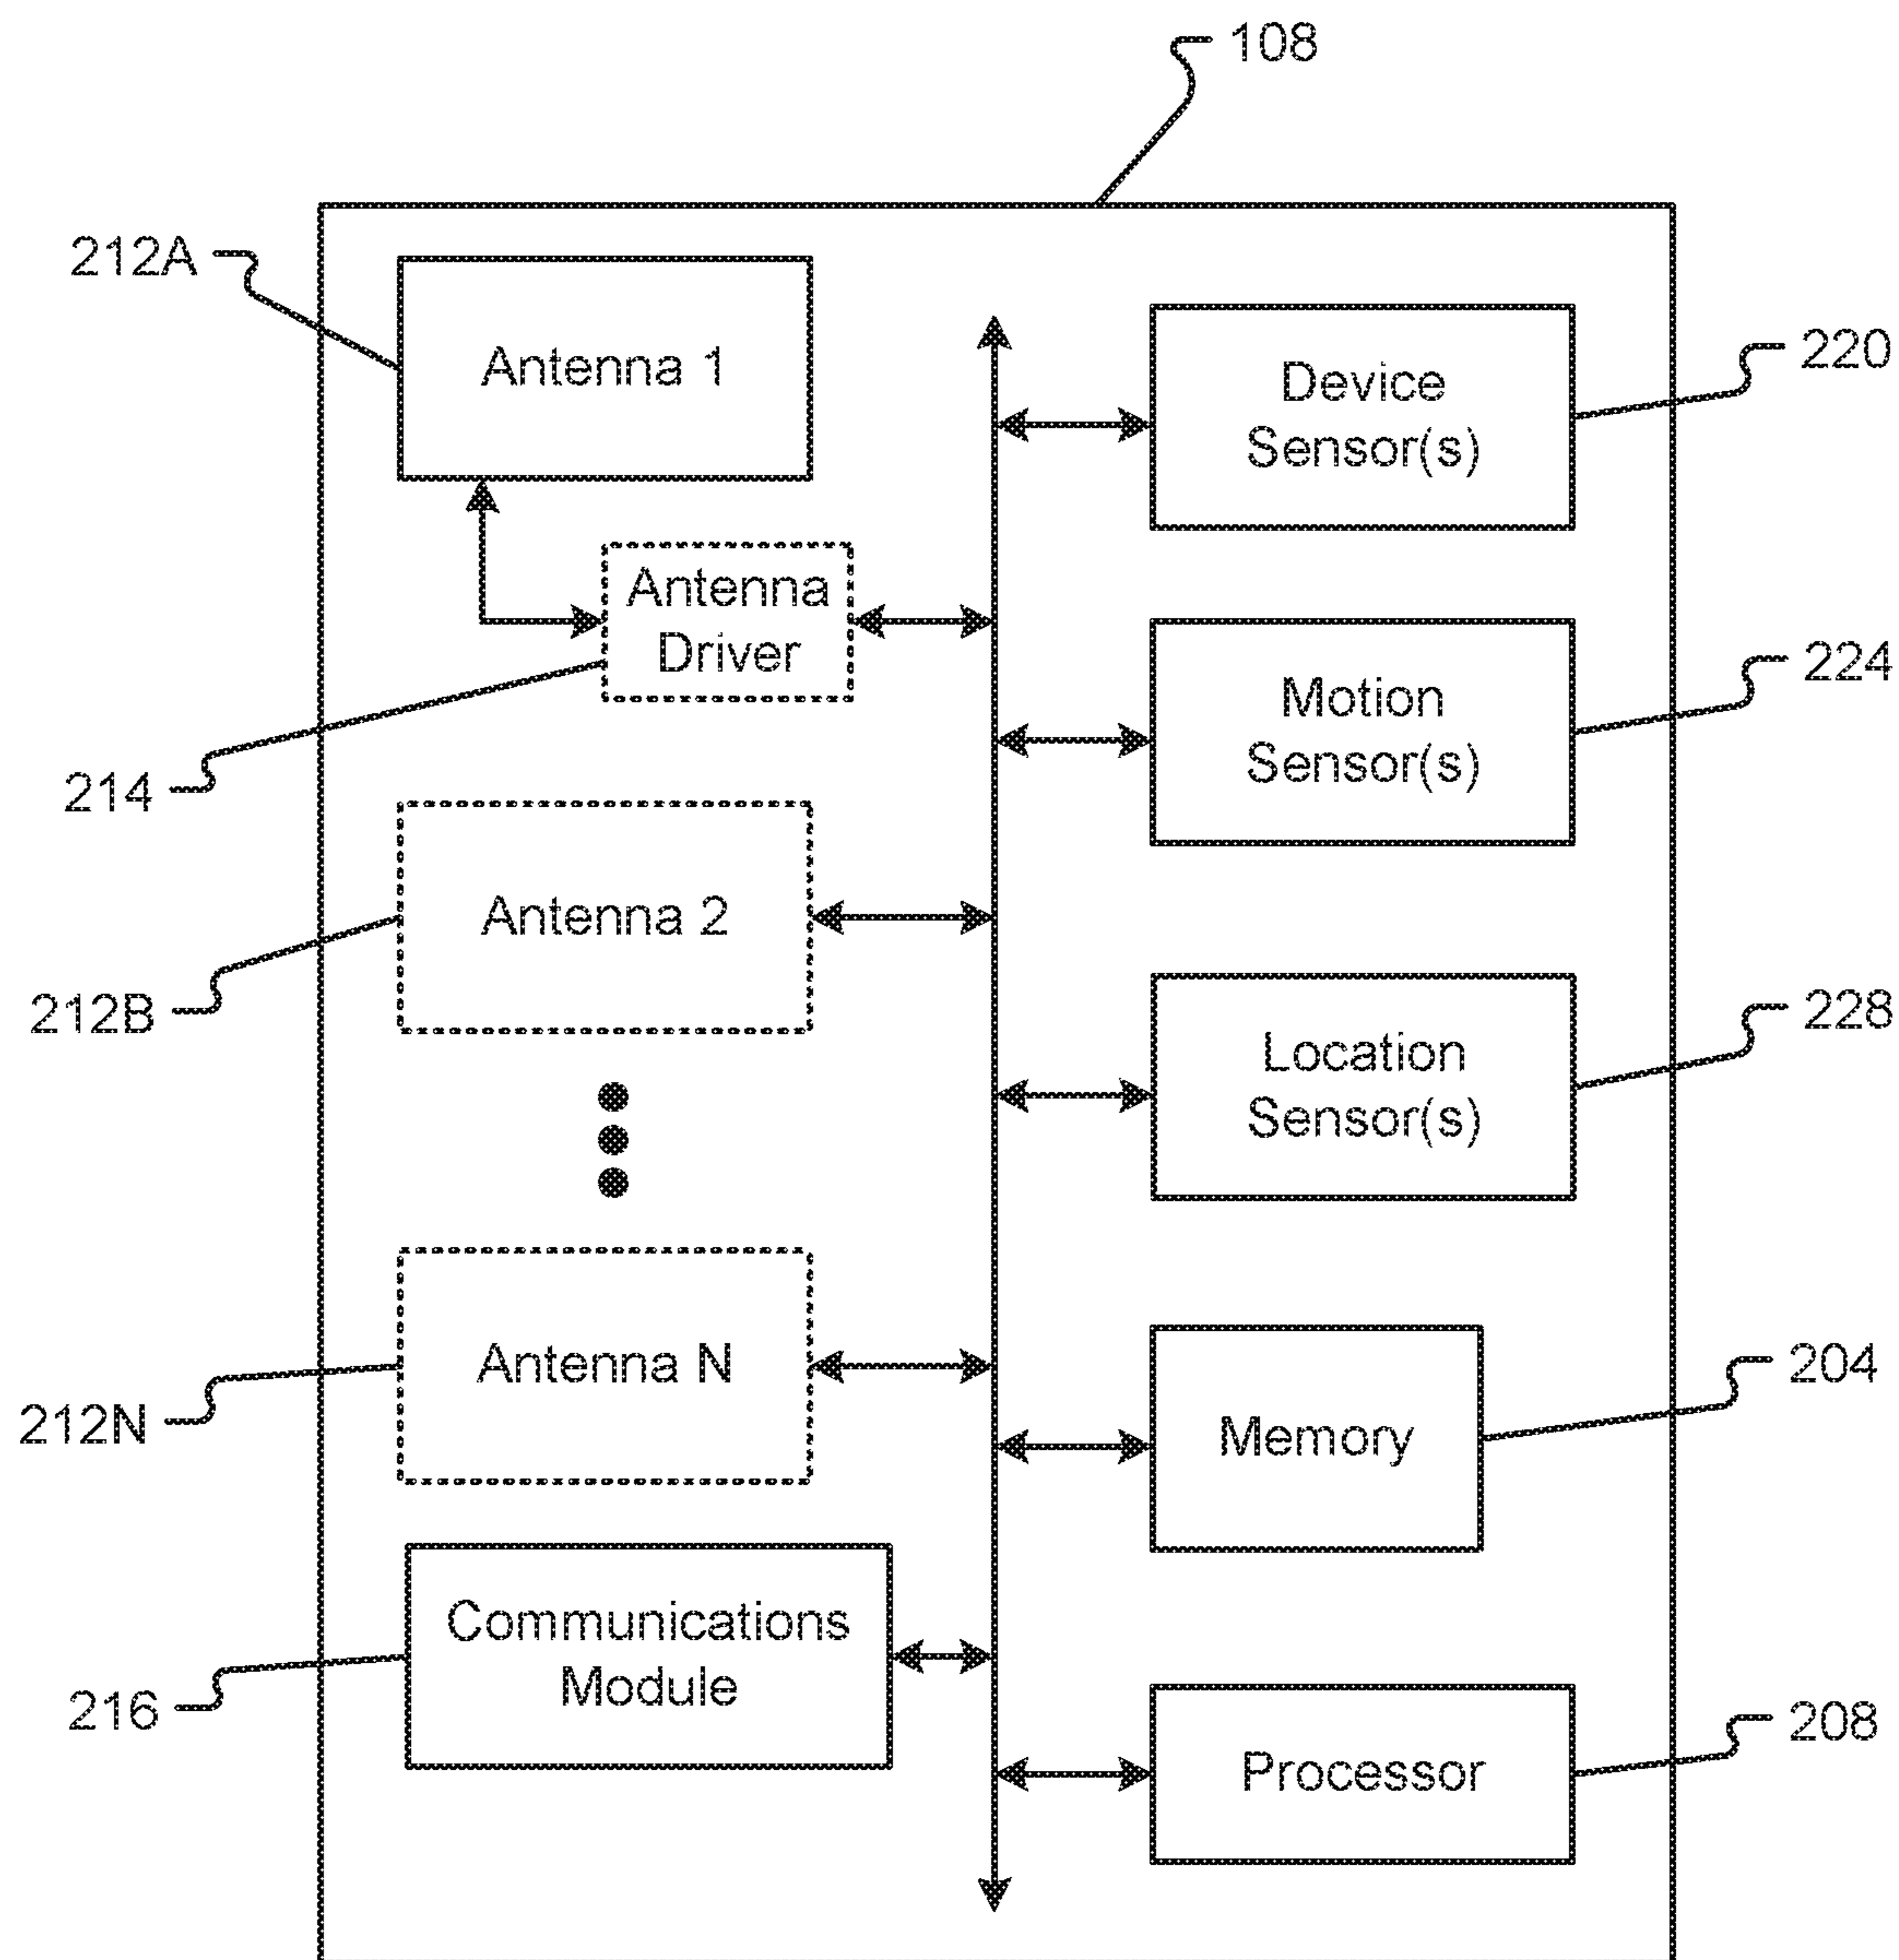 108
212A
Antenna 1
Device
Sensor(s)
220
Antenna
Driver
214
Motion
Sensor(s)
224
Antenna 2
212B
Location
Sensor(s)
228
Antenna N
212N
Memory
204
Communications
Module
216
Processor
208